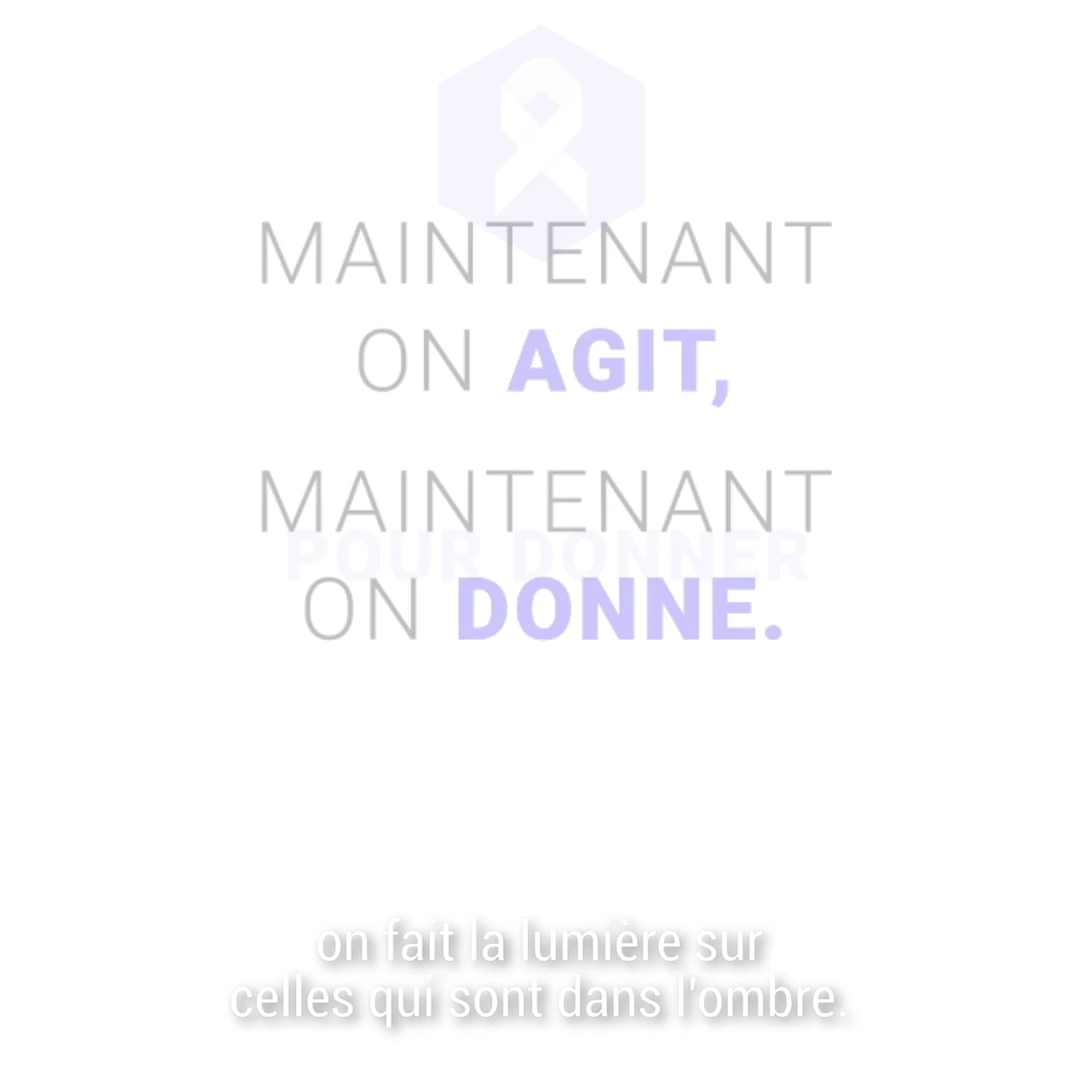 MAINTENANT
ON AGIT,
MAINTENANT
POUR DONNER
ON DONNE.
on fait la lumière sur
celles qui sont dans l'ombre.